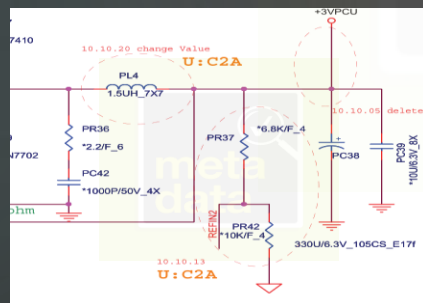 +3VPCU
7410
10.10.20 change Value
U:C2A
PL4
1.5UH_7X7
10.10.05 delete
PR36
*2.2/F_6
N7702
PC42
*1000P/50V_4X
ohm
PR37
*6.8K/F_4
PC38
PC39
*10U/6.3V_8X
meta
data
REFIN2
PR42
*10K/F_4
330U/6.3V_105CS_E17f
10.10.13
U:C2A